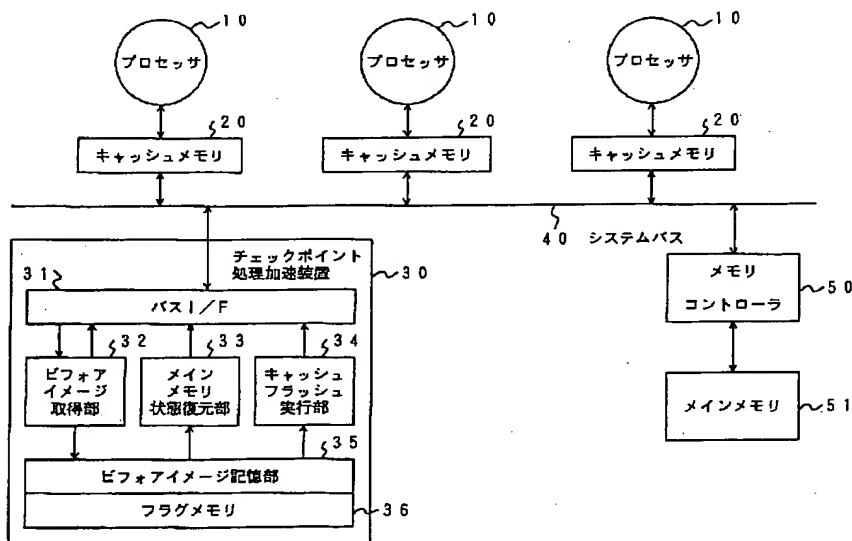 10 10 10
プロセッサ プロセッサ プロセッサ
20 20 20
キャッシュメモリ キャッシュメモリ キャッシュメモリ
40 システムバス
チェックポイント
処理加速装置
30
31
バスI/F
メモリ
コントローラ
50
32 33 34
ビフォア
イメージ
取得部
メイン
メモリ
状態復元部
キャッシュ
フラッシュ
実行部
メインメモリ
51
35
ビフォアイメージ記憶部
フラグメモリ
36